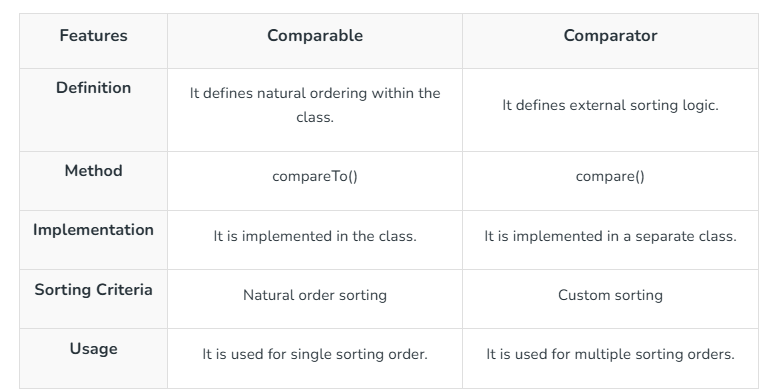 Features Comparable Comparator
Definition It defines natural ordering within the
class. It defines external sorting logic.
Method compareTo() compare()
Implementation It is implemented in the class. It is implemented in a separate class.
Sorting Criteria Natural order sorting Custom sorting
Usage It is used for single sorting order. It is used for multiple sorting orders.